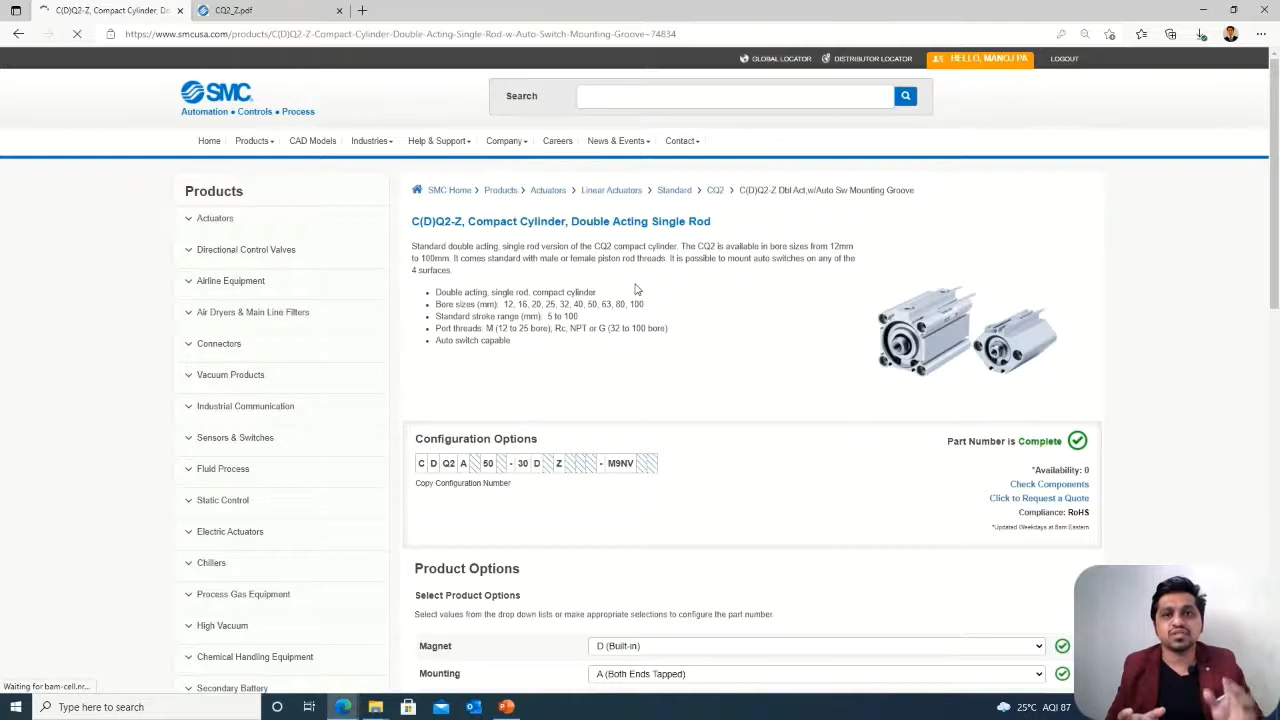 C(D)Q2-Z, Compact Cylinder, Do
CQ2.pdf
https://www.smcusa.com/products/C(D)Q2-Z-Compact-Cylinder-Double-Acting-Single-Rod-w-Auto-Switch-Mounting-Groove~74834
GLOBAL LOCATOR
DISTRIBUTOR LOCATOR
HELLO, MANOJ PA
LOGOUT
SMC
Automation • Controls • Process
Search
Home
Products
CAD Models
Industries
Help & Support
Company
Careers
News & Events
Contact
Products
Actuators
Directional Control Valves
Airline Equipment
Air Dryers & Main Line Filters
Connectors
Vacuum Products
Industrial Communication
Sensors & Switches
Fluid Process
Static Control
Electric Actuators
Chillers
Process Gas Equipment
High Vacuum
Chemical Handling Equipment
Secondary Battery
SMC Home > Products > Actuators > Linear Actuators > Standard > CQ2 > C(D)Q2-Z Dbl Act,w/Auto Sw Mounting Groove
C(D)Q2-Z, Compact Cylinder, Double Acting Single Rod
Standard double acting, single rod version of the CQ2 compact cylinder. The CQ2 is available in bore sizes from 12mm
to 100mm. It comes standard with male or female piston rod threads. It is possible to mount auto switches on any of the
4 surfaces.
• Double acting, single rod, compact cylinder
• Bore sizes (mm): 12, 16, 20, 25, 32, 40, 50, 63, 80, 100
• Standard stroke range (mm): 5 to 100
• Port threads: M (12 to 25 bore), Rc, NPT or G (32 to 100 bore)
• Auto switch capable
Configuration Options
Part Number is Complete
C D Q2 A 50 - 30 D Z - M9NV
Copy Configuration Number
*Availability: 0
Check Components
Click to Request a Quote
Compliance: RoHS
*Updated Weekdays at 8am Eastern
Product Options
Select Product Options
Select values from the drop down lists or make appropriate selections to configure the part number.
Magnet
D (Built-in)
Mounting
A (Both Ends Tapped)
Waiting for bam-cell.nr...
Type here to search
25°C
AQI 87